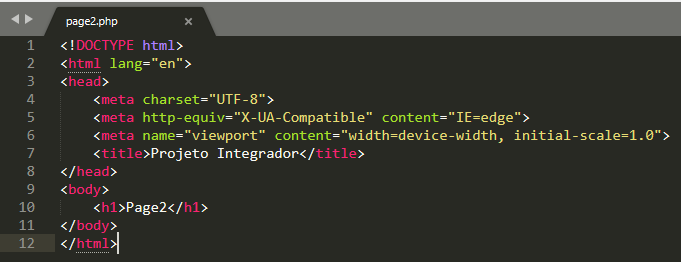 page2.php ×
1 <!DOCTYPE html>
2 <html lang="en">
3 <head>
4     <meta charset="UTF-8">
5     <meta http-equiv="X-UA-Compatible" content="IE=edge">
6     <meta name="viewport" content="width=device-width, initial-scale=1.0">
7     <title>Projeto Integrador</title>
8 </head>
9 <body>
10     <h1>Page2</h1>
11 </body>
12 </html>